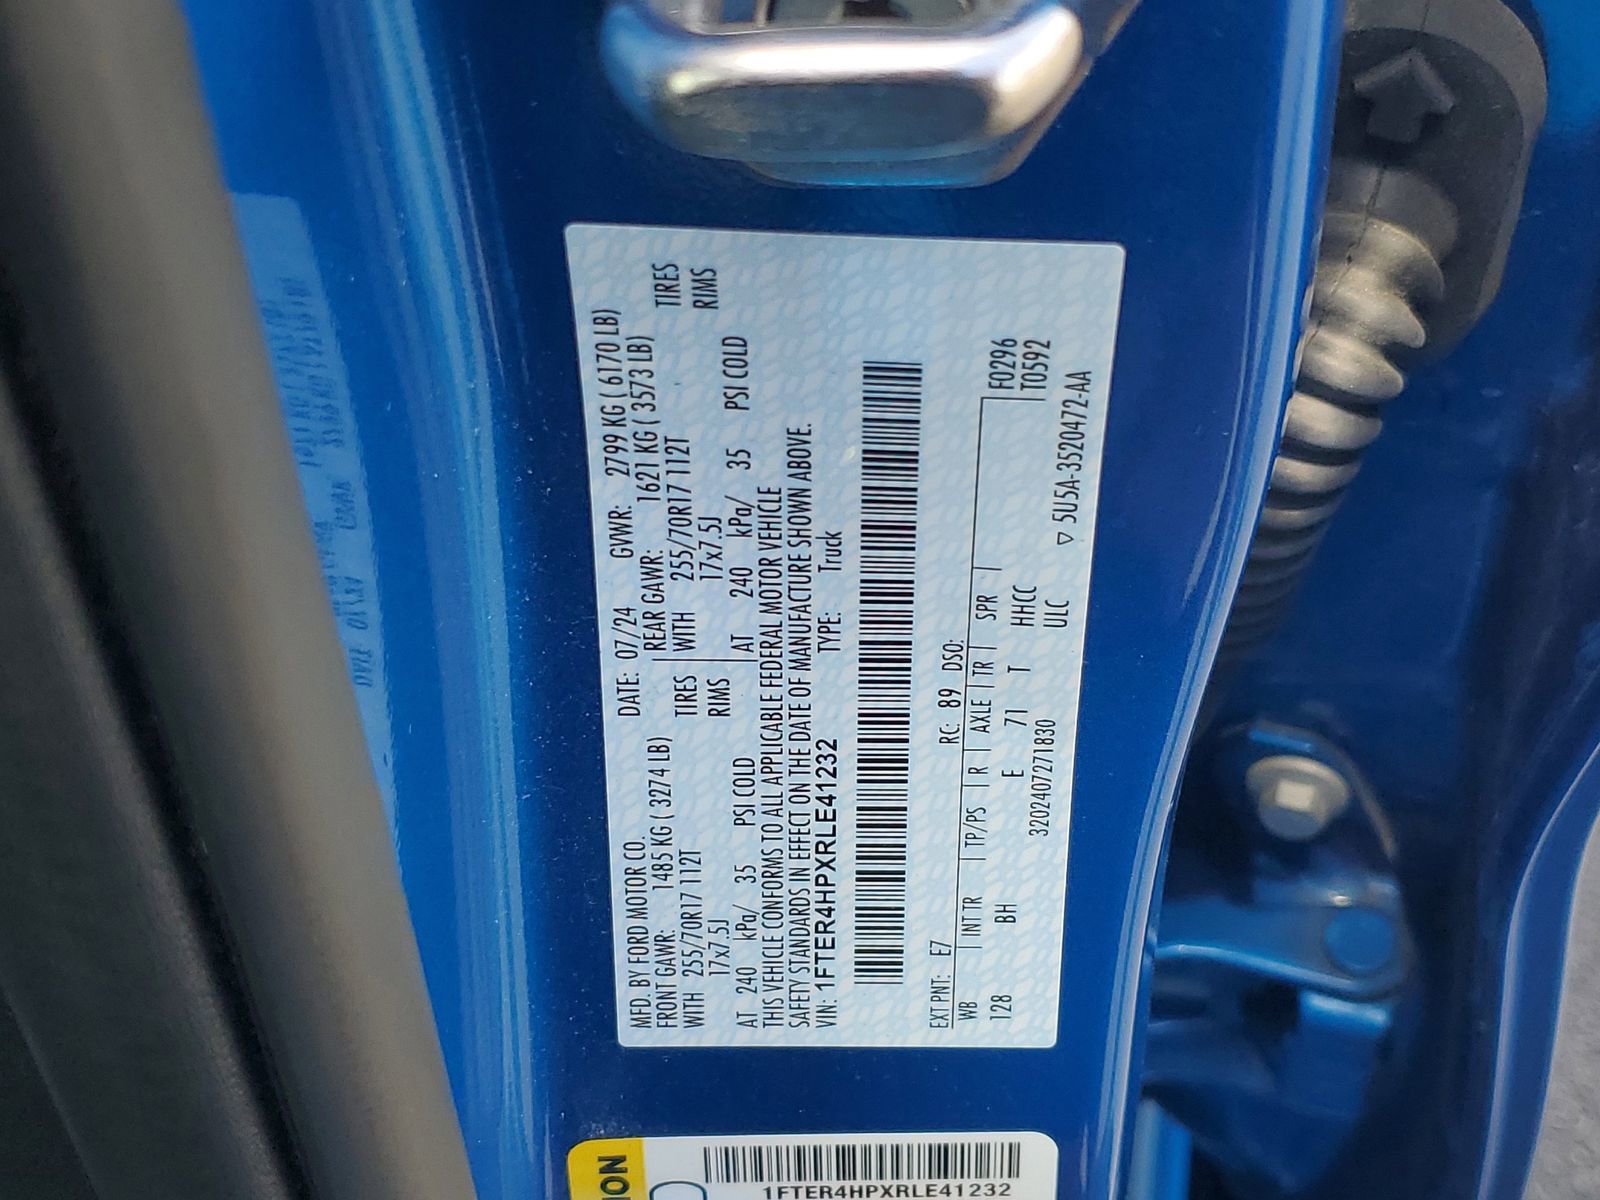 MFD. BY FORD MOTOR CO. DATE: 07/24 GVWR: 2799 KG ( 6170 LB)
FRONT GAWR: 1485 KG ( 3274 LB) REAR GAWR: 1621 KG ( 3573 LB)
WITH 255/70R17 112T TIRES WITH 255/70R17 112T TIRES
17x7.5J RIMS 17x7.5J RIMS
AT 240 kPa/ 35 PSI COLD AT 240 kPa/ 35 PSI COLD
THIS VEHICLE CONFORMS TO ALL APPLICABLE FEDERAL MOTOR VEHICLE
SAFETY STANDARDS IN EFFECT ON THE DATE OF MANUFACTURE SHOWN ABOVE.
VIN: 1FTER4HPXRLE41232 TYPE: Truck
EXT PNT: E7 RC: 89 DSO:
WB INT TR TP/PS R AXLE TR SPR F0296
128 BH E 71 T HHCC T0592
3202407271830 ULC
▽ 5U5A-3520472-AA
ION
1FTER4HPXRLE41232